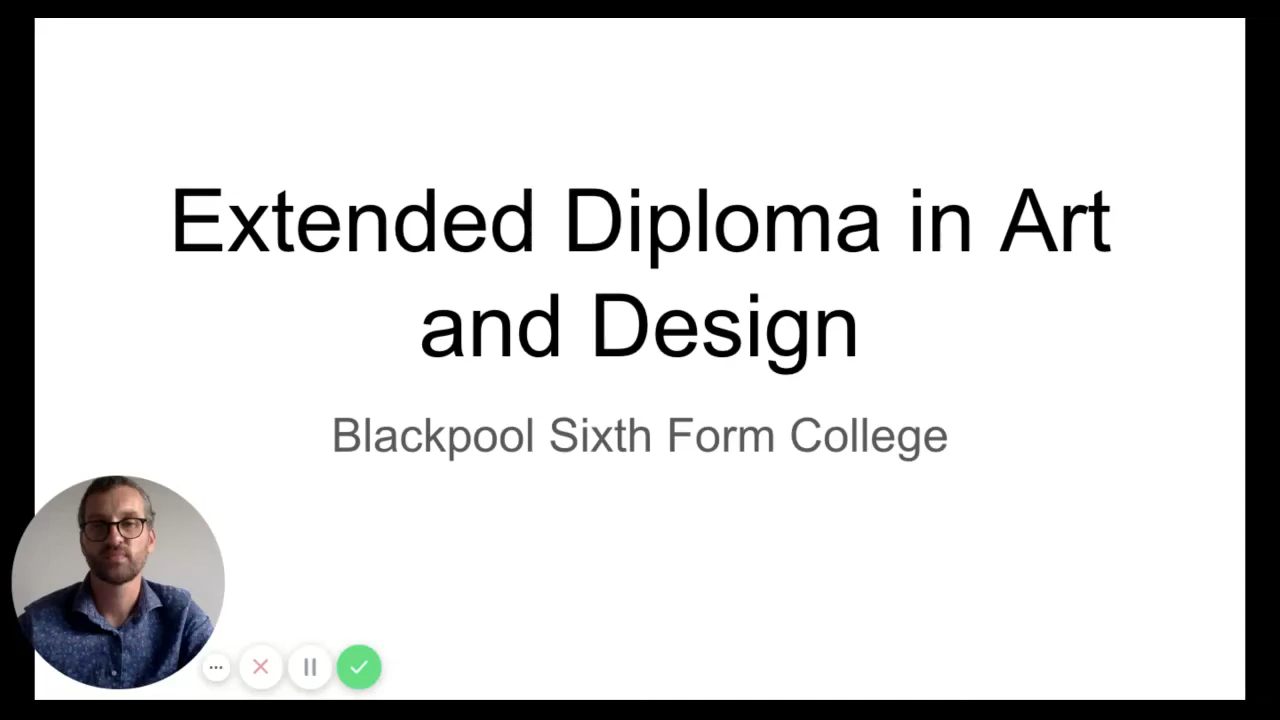 Extended Diploma in Art
and Design
Blackpool Sixth Form College